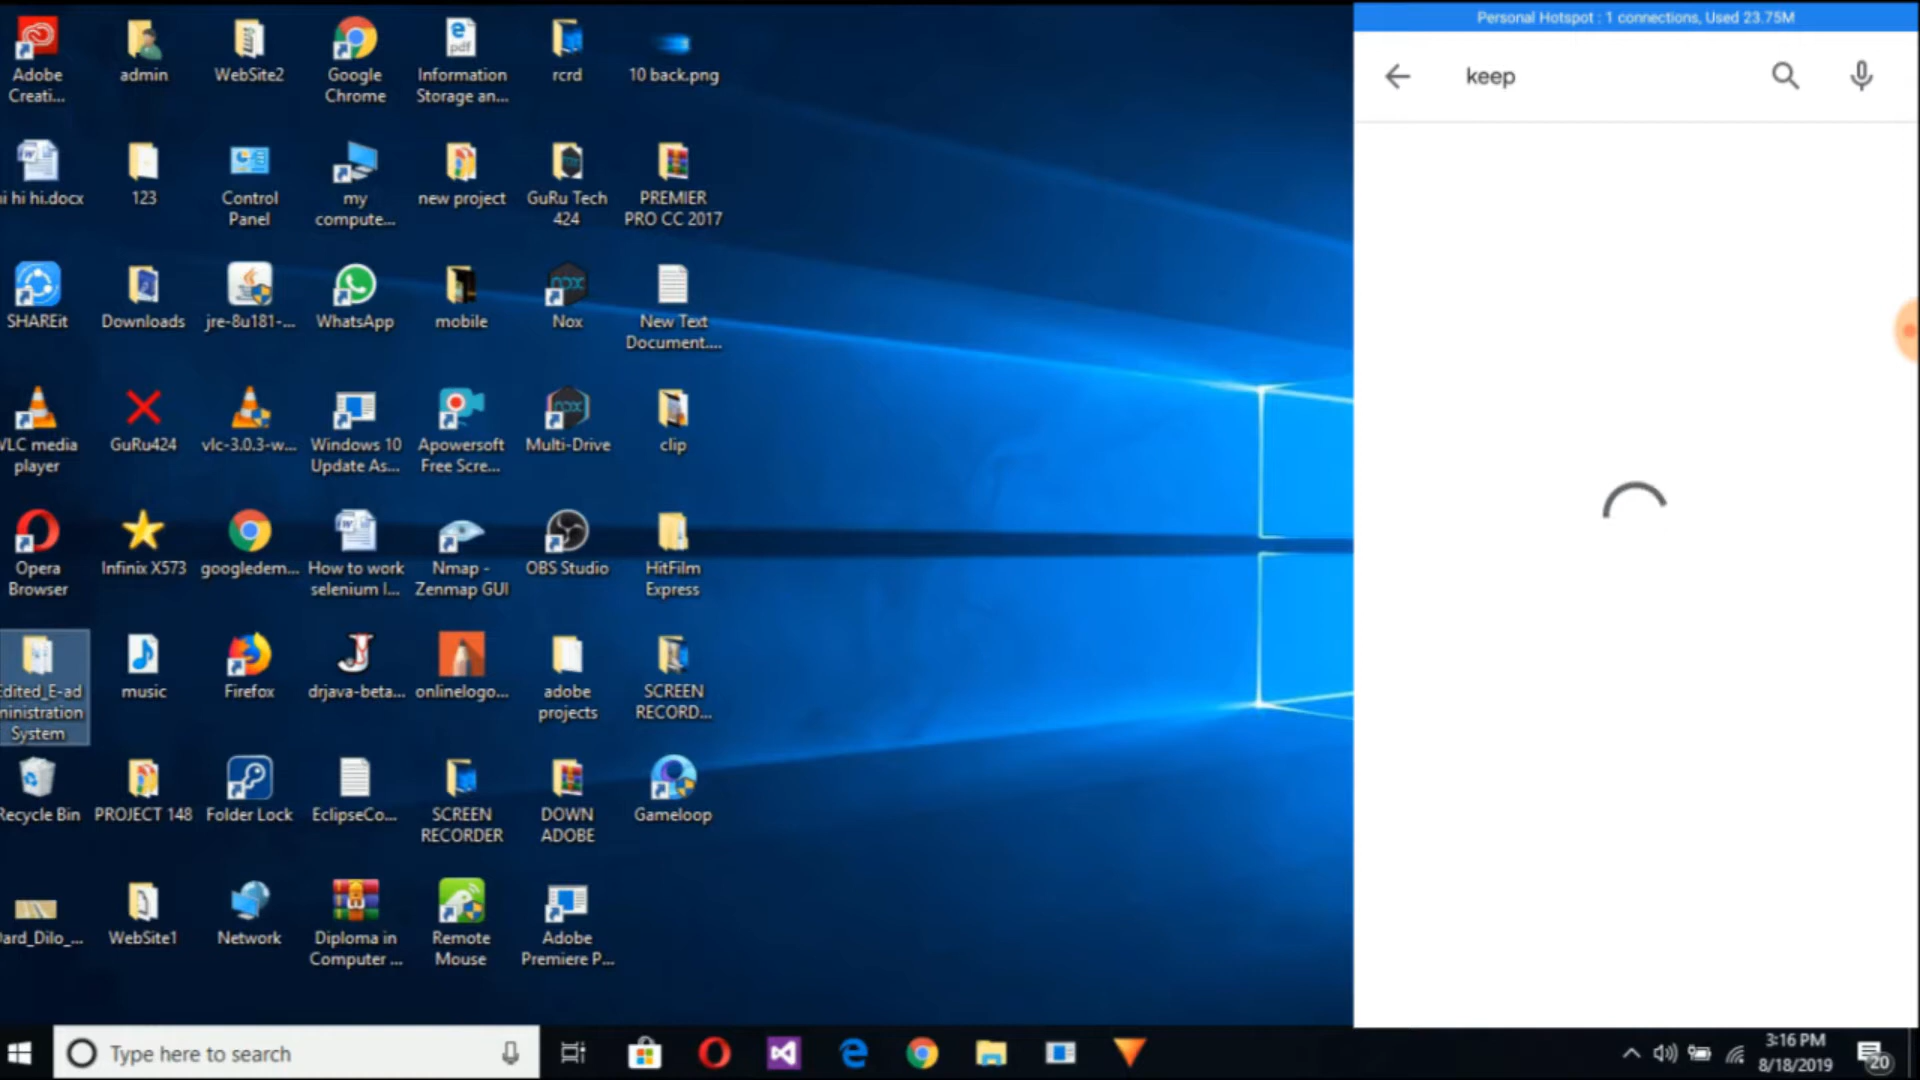 Personal Hotspot : 1 connections, Used 23.75M
keep
Adobe
Creati...
admin
WebSite2
Google
Chrome
Information
Storage an...
rcrd
10 back.png
i hi hi.docx
123
Control
Panel
my
compute...
new project
GuRu Tech
424
PREMIER
PRO CC 2017
SHAREit
Downloads
jre-8u181-...
WhatsApp
mobile
Nox
New Text
Document....
VLC media
player
GuRu424
vlc-3.0.3-w...
Windows 10
Update As...
Apowersoft
Free Scre...
Multi-Drive
clip
Opera
Browser
Infinix X573
googledem...
How to work
selenium I...
Nmap -
Zenmap GUI
OBS Studio
HitFilm
Express
Edited_E-ad
ministration
System
music
Firefox
drjava-beta...
onlinelogo...
adobe
projects
SCREEN
RECORD...
Recycle Bin
PROJECT 148
Folder Lock
EclipseCo...
SCREEN
RECORDER
DOWN
ADOBE
Gameloop
Dard_Dilo_...
WebSite1
Network
Diploma in
Computer ...
Remote
Mouse
Adobe
Premiere P...
Type here to search
3:16 PM
8/18/2019
20